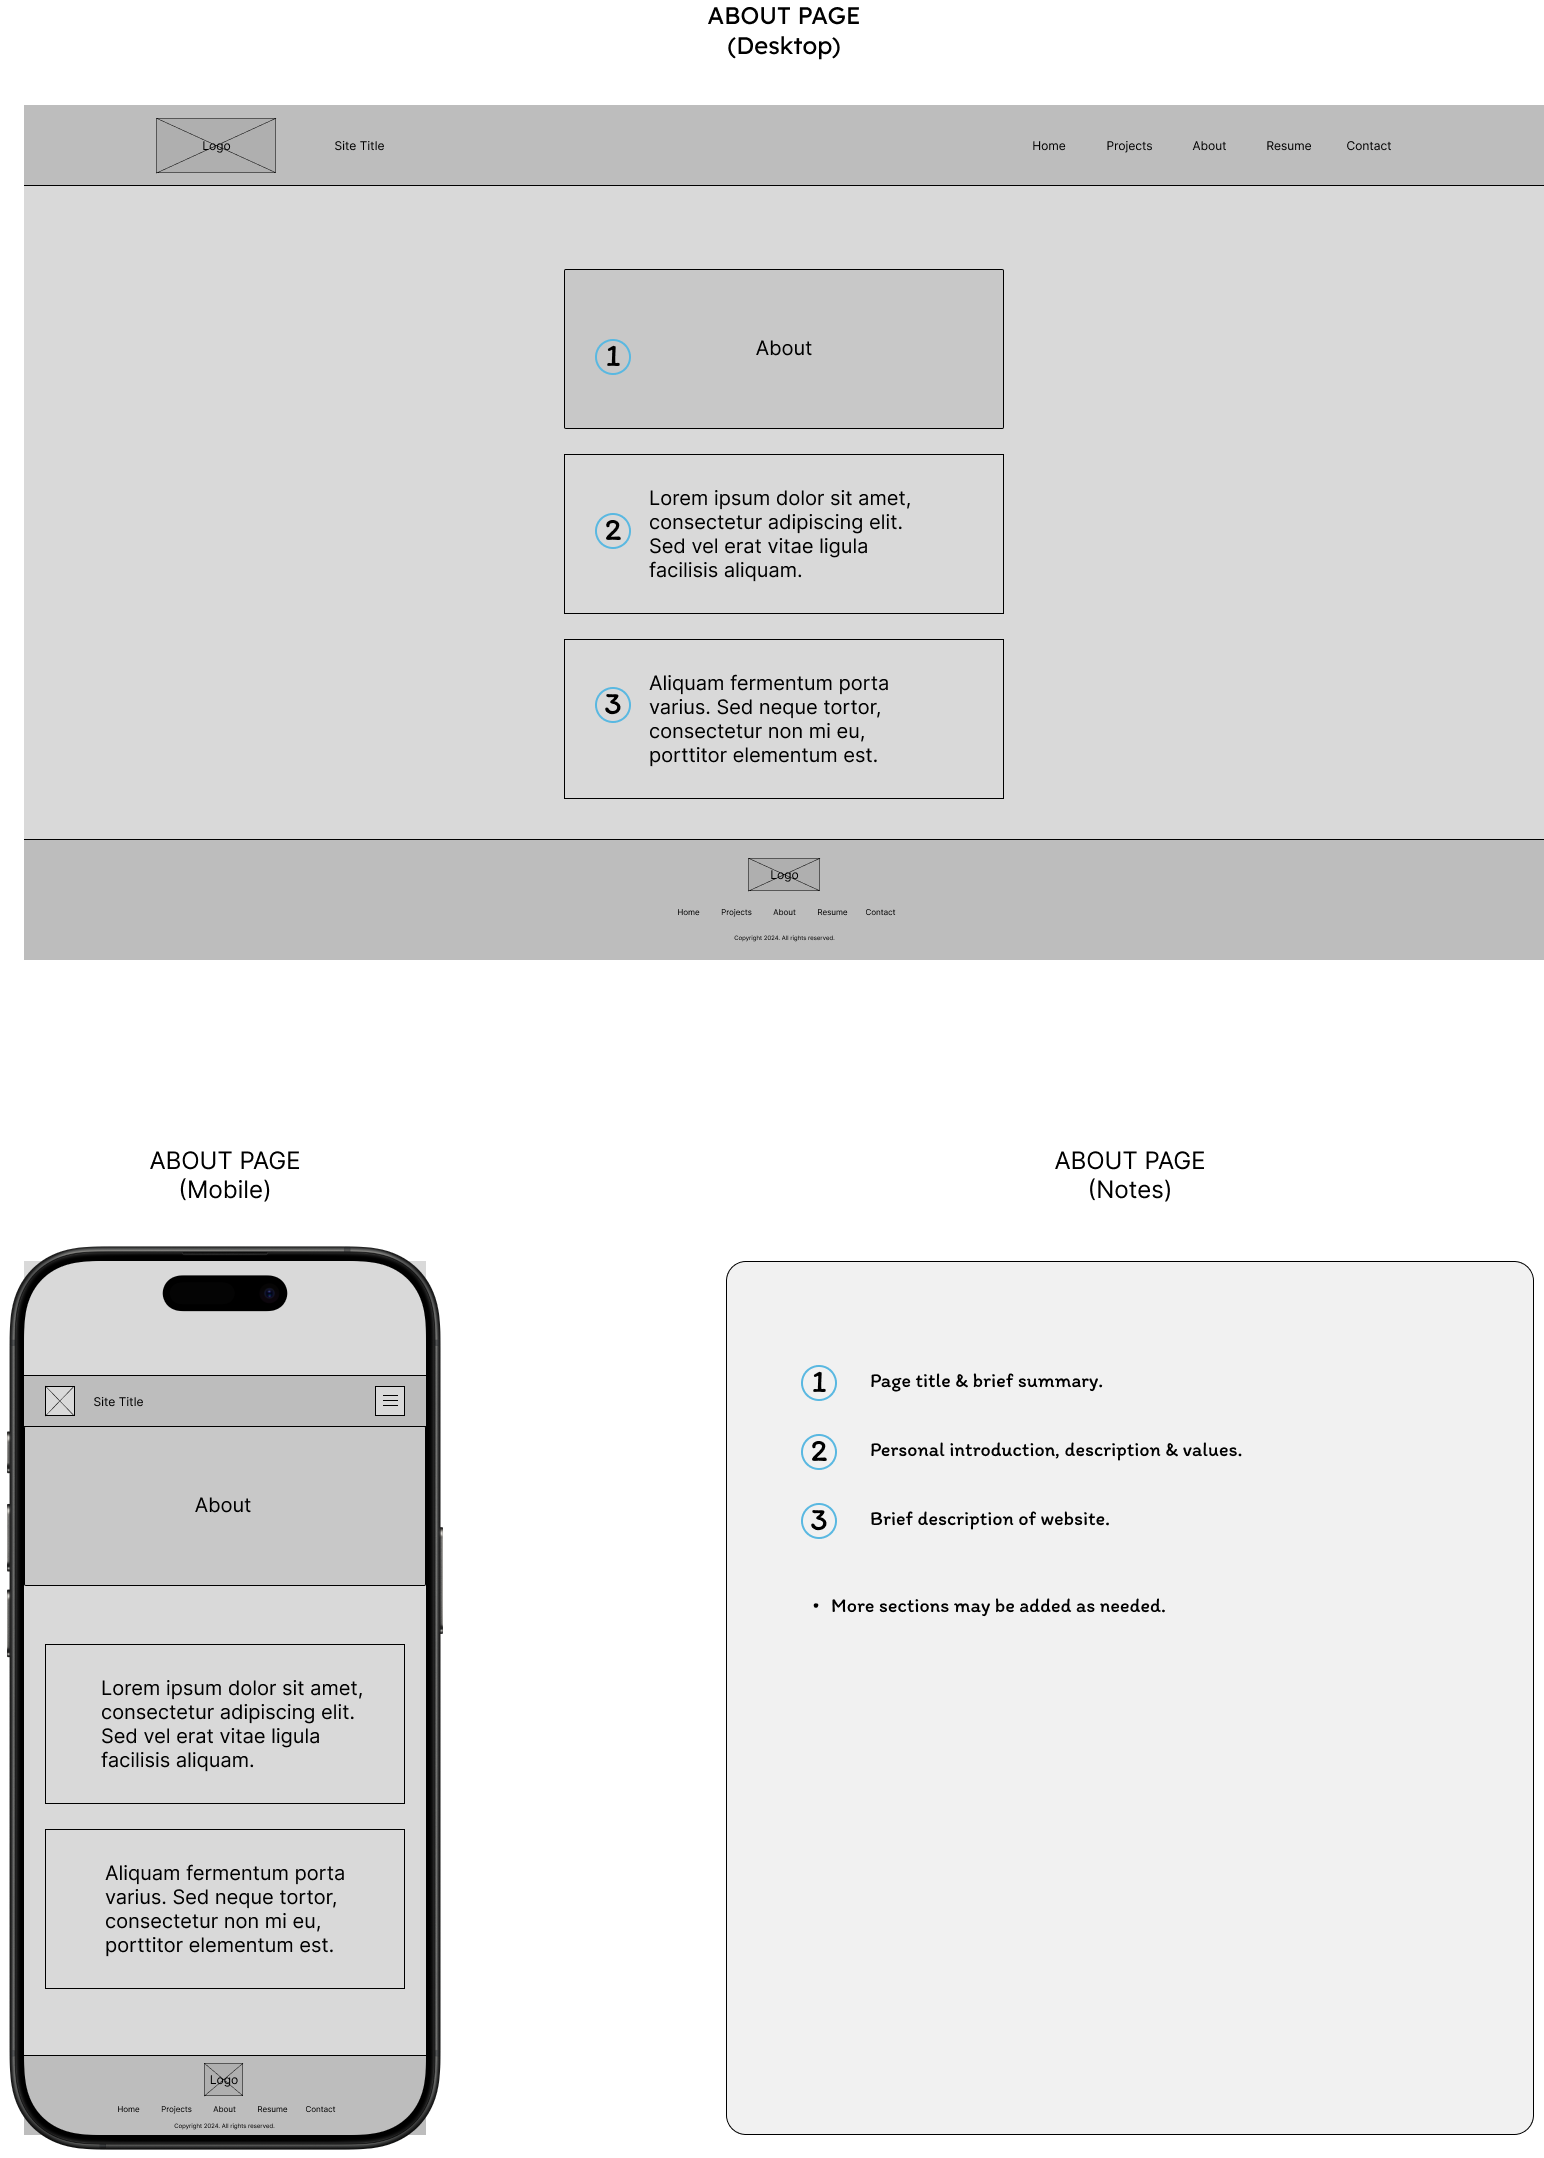 ABOUT PAGE
(Desktop)
Logo
Site Title
Home Projects About Resume Contact
1
About
2
Lorem ipsum dolor sit amet,
consectetur adipiscing elit.
Sed vel erat vitae ligula
facilisis aliquam.
3
Aliquam fermentum porta
varius. Sed neque tortor,
consectetur non mi eu,
porttitor elementum est.
Logo
Home Projects About Resume Contact
Copyright 2024. All rights reserved.
ABOUT PAGE
(Mobile)
Site Title
About
Lorem ipsum dolor sit amet,
consectetur adipiscing elit.
Sed vel erat vitae ligula
facilisis aliquam.
Aliquam fermentum porta
varius. Sed neque tortor,
consectetur non mi eu,
porttitor elementum est.
Logo
Home Projects About Resume Contact
Copyright 2024. All rights reserved.
ABOUT PAGE
(Notes)
1 Page title & brief summary.
2 Personal introduction, description & values.
3 Brief description of website.
• More sections may be added as needed.